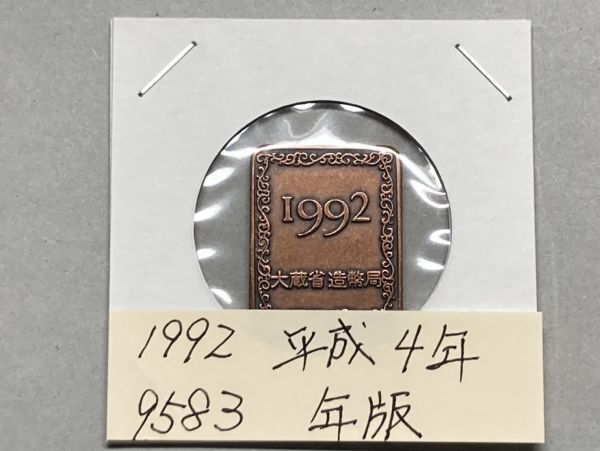 1992
大蔵省 造幣局
1992 平成 4年
9583 年版